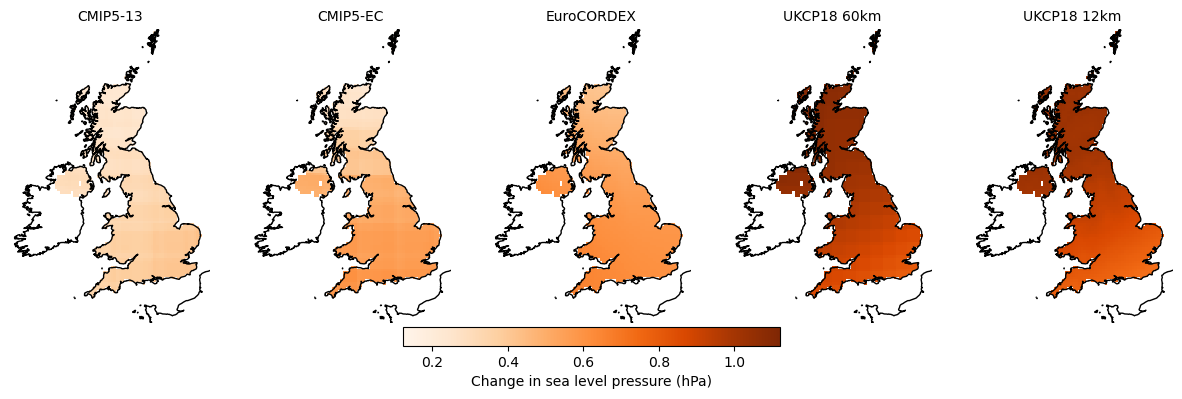 CMIP5-13 CMIP5-EC EuroCORDEX UKCP18 60km UKCP18 12km
0.2 0.4 0.6 0.8 1.0
Change in sea level pressure (hPa)